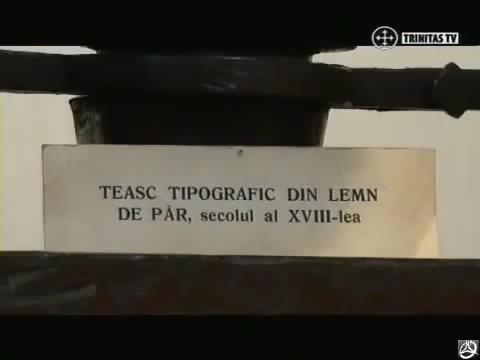 TRINITAS TV
TEASC TIPOGRAFIC DIN LEMN
DE PĂR, secolul al XVIII-lea